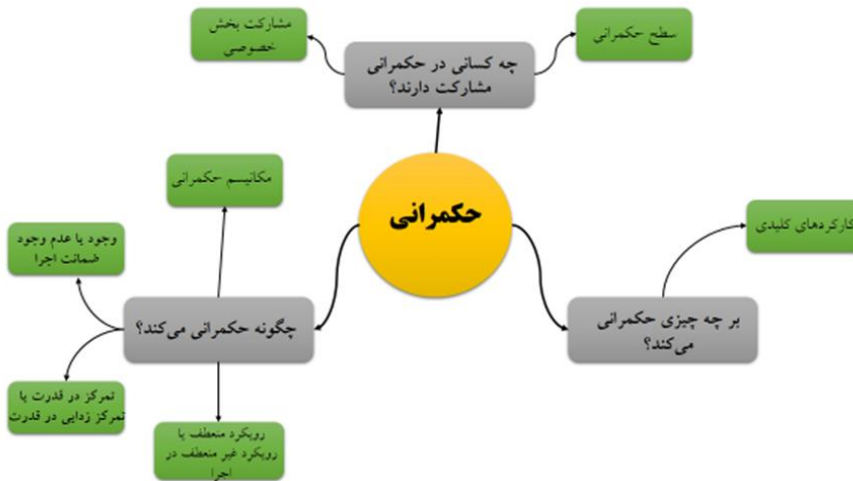 مشارکت بخش
خصوصی
سطح حکمرانی
چه کسانی در حکمرانی
مشارکت دارند؟
مکانیسم حکمرانی
حکمرانی
کارکردهای کلیدی
وجود یا عدم وجود
ضمانت اجرا
چگونه حکمرانی می‌کند؟
بر چه چیزی حکمرانی
می‌کند؟
تمرکز در قدرت یا
تمرکز زدایی در قدرت
رویکرد منعطف یا
رویکرد غیر منعطف در
اجرا